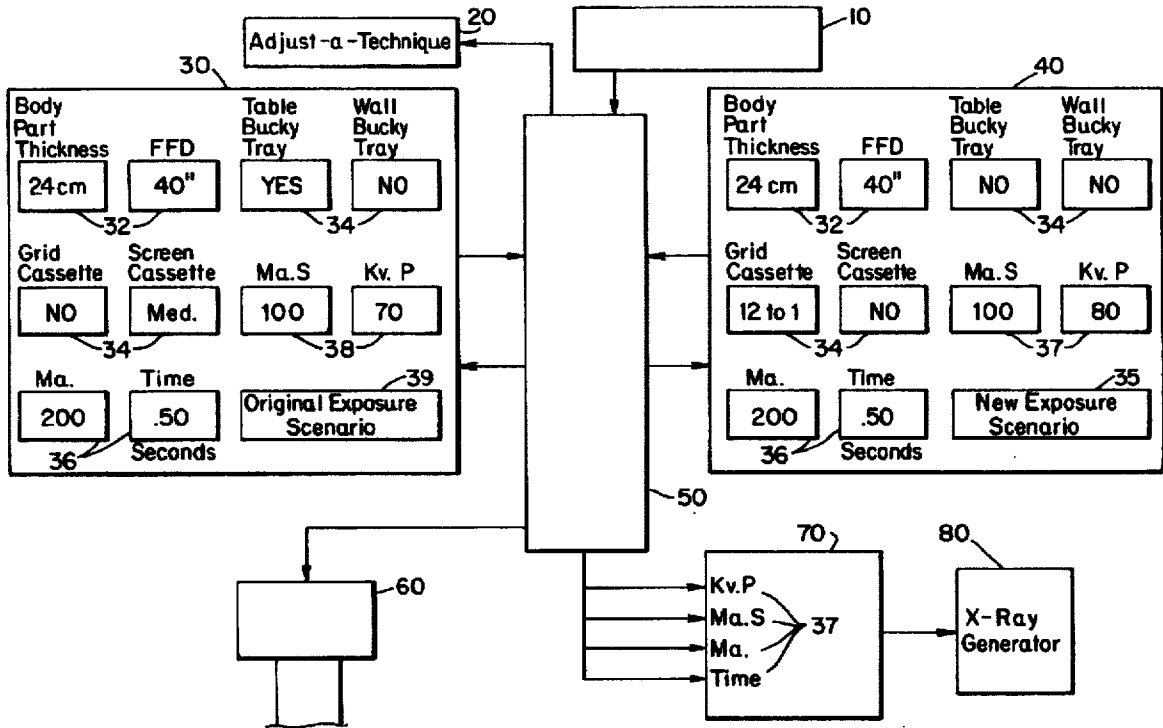 20
Adjust-a-Technique
10
30
Body
Part
Thickness
FFD
Table
Bucky
Tray
Wall
Bucky
Tray
24cm
40"
YES
NO
32
34
Grid
Cassette
Screen
Cassette
Ma.S
Kv. P
NO
Med.
100
70
34
38
Ma.
Time
39
200
.50
Original Exposure
Scenario
36
Seconds
40
Body
Part
Thickness
FFD
Table
Bucky
Tray
Wall
Bucky
Tray
24 cm
40"
NO
NO
32
34
Grid
Cassette
Screen
Cassette
Ma.S
Kv. P
12 to 1
NO
100
80
34
37
Ma.
Time
35
200
.50
New Exposure
Scenario
36
Seconds
50
60
70
Kv.P
Ma.S
Ma.
Time
37
80
X-Ray
Generator